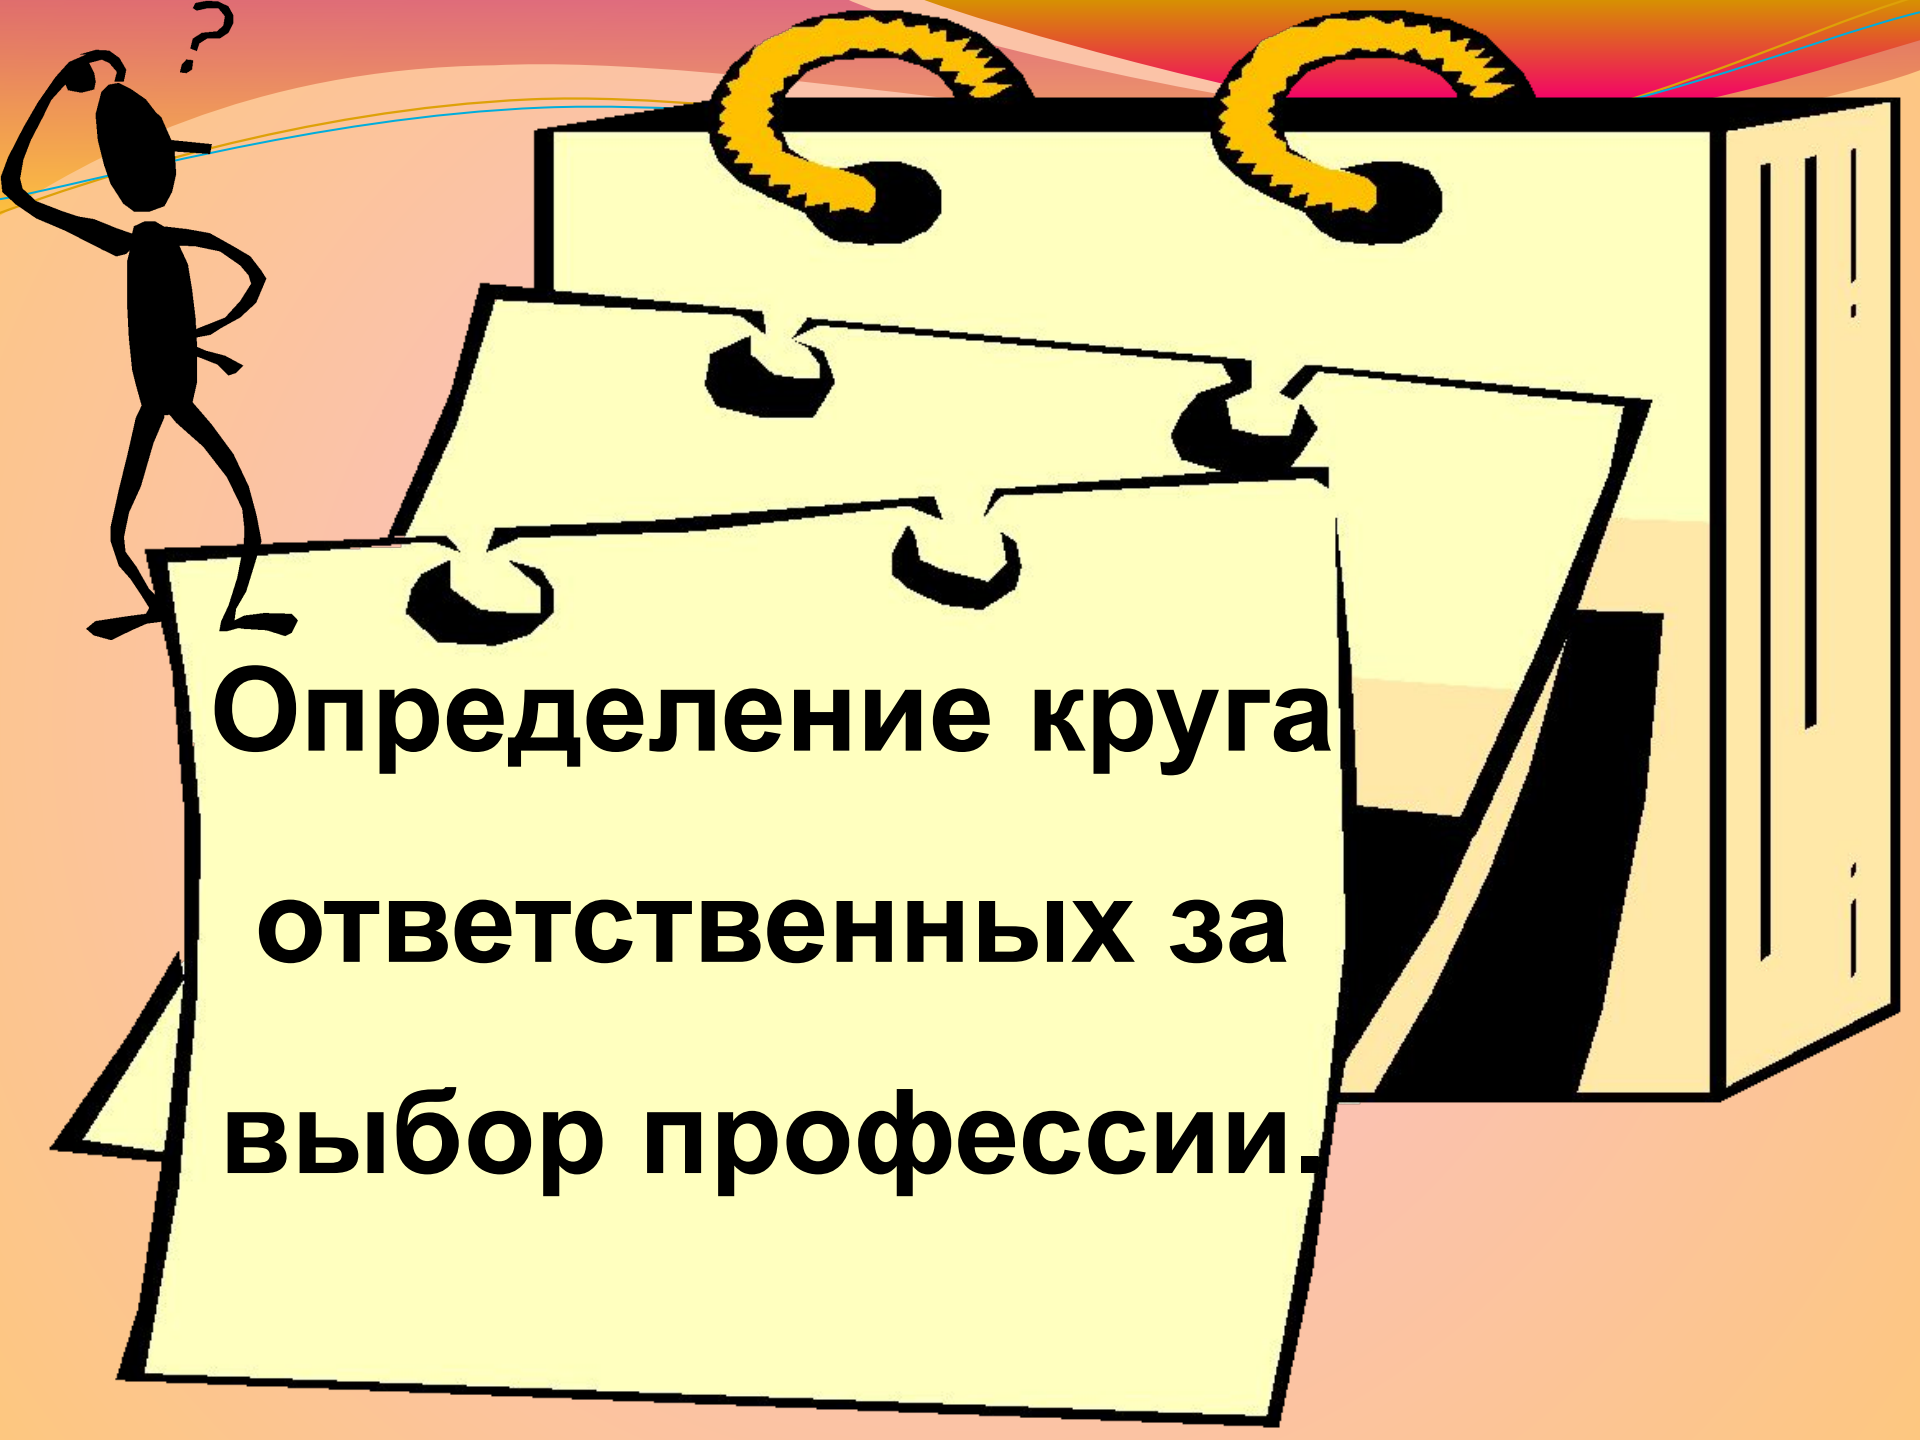 ?
Определение круга
ответственных за
выбор профессии.